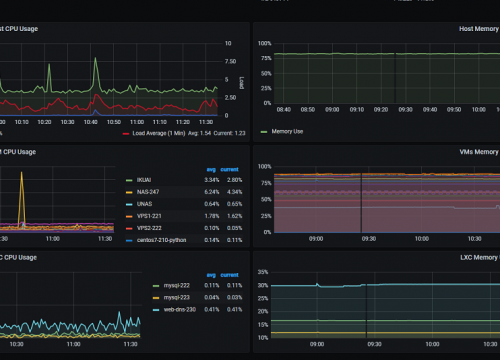 st CPU Usage
Host Memory
10
7.50
5
2.50
0
Load
10:10 10:20 10:30 10:40 10:50 11:00 11:10 11:20 11:30
Load Average (1 Min) Avg: 1.54 Current: 1.23
100%
75%
50%
25%
0%
08:40 08:50 09:00 09:10 09:20 09:30 09:40 09:50 10:00
Memory Use
M CPU Usage
VMs Memory
avg current
IKUAI 3.34% 2.80%
NAS-247 6.24% 4.34%
UNAS 0.64% 0.65%
VPS1-221 1.78% 1.62%
VPS2-222 0.10% 0.05%
centos7-210-python 0.14% 0.11%
:30 11:00 11:30
100%
75%
50%
25%
0%
09:00 09:30 10:00 10:30
C CPU Usage
LXC Memory
avg current
mysql-222 0.11% 0.11%
mysql-223 0.04% 0.03%
web-dns-230 0.41% 0.41%
10:30 11:00 11:30
35%
30%
25%
20%
15%
10%
09:00 09:30 10:00 10:30